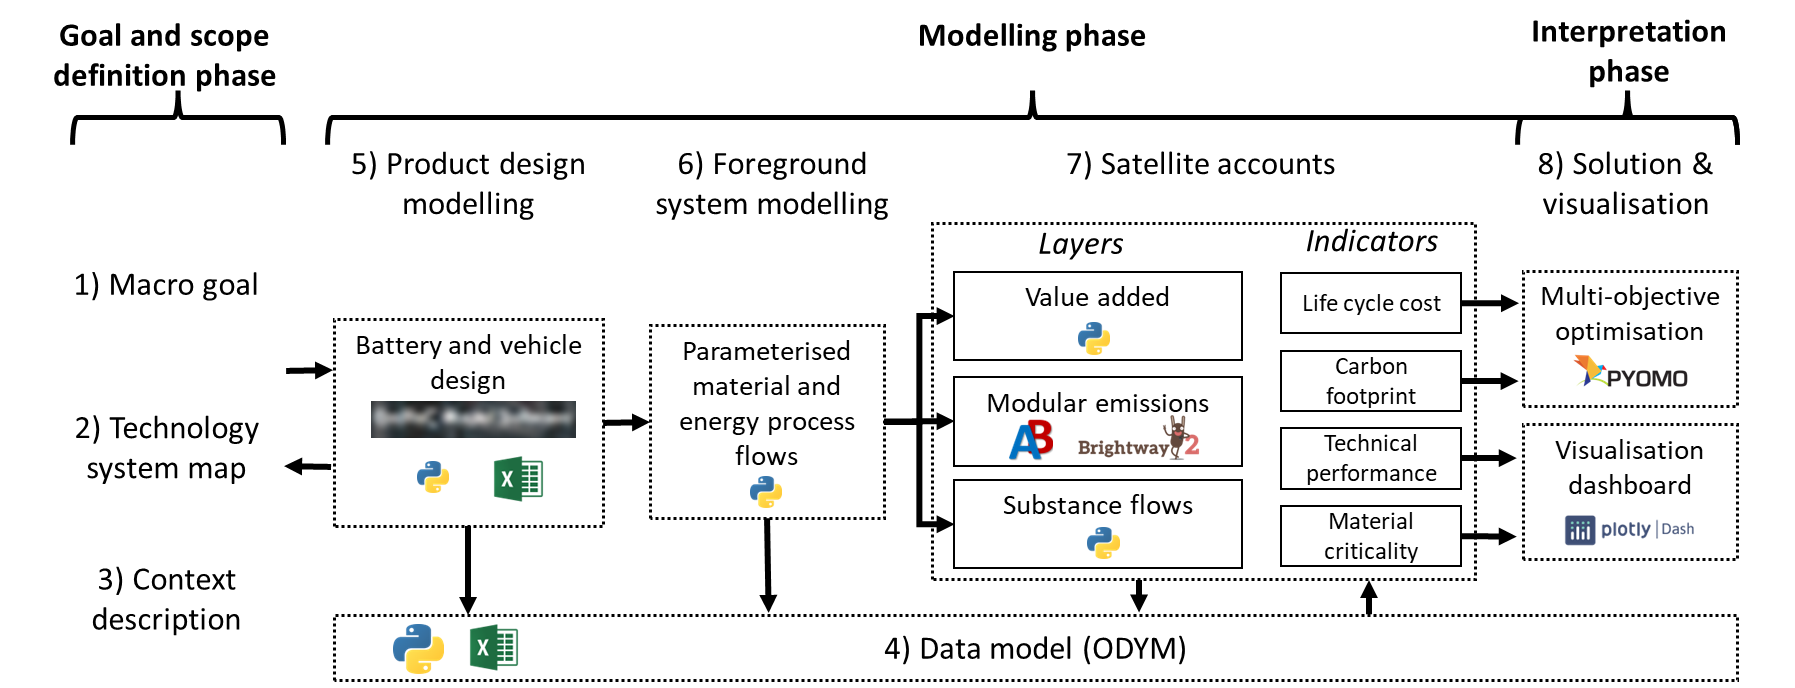 Goal and scope
definition phase
Modelling phase
Interpretation
phase
5) Product design
modelling
6) Foreground
system modelling
7) Satellite accounts
8) Solution &
visualisation
1) Macro goal
2) Technology
system map
3) Context
description
Battery and vehicle
design
X
Parameterised
material and
energy process
flows
Layers
Value added
Modular emissions
AB
Brightway2
Substance flows
Indicators
Life cycle cost
Carbon
footprint
Technical
performance
Material
criticality
Multi-objective
optimisation
PYOMO
Visualisation
dashboard
plotly | Dash
X
4) Data model (ODYM)